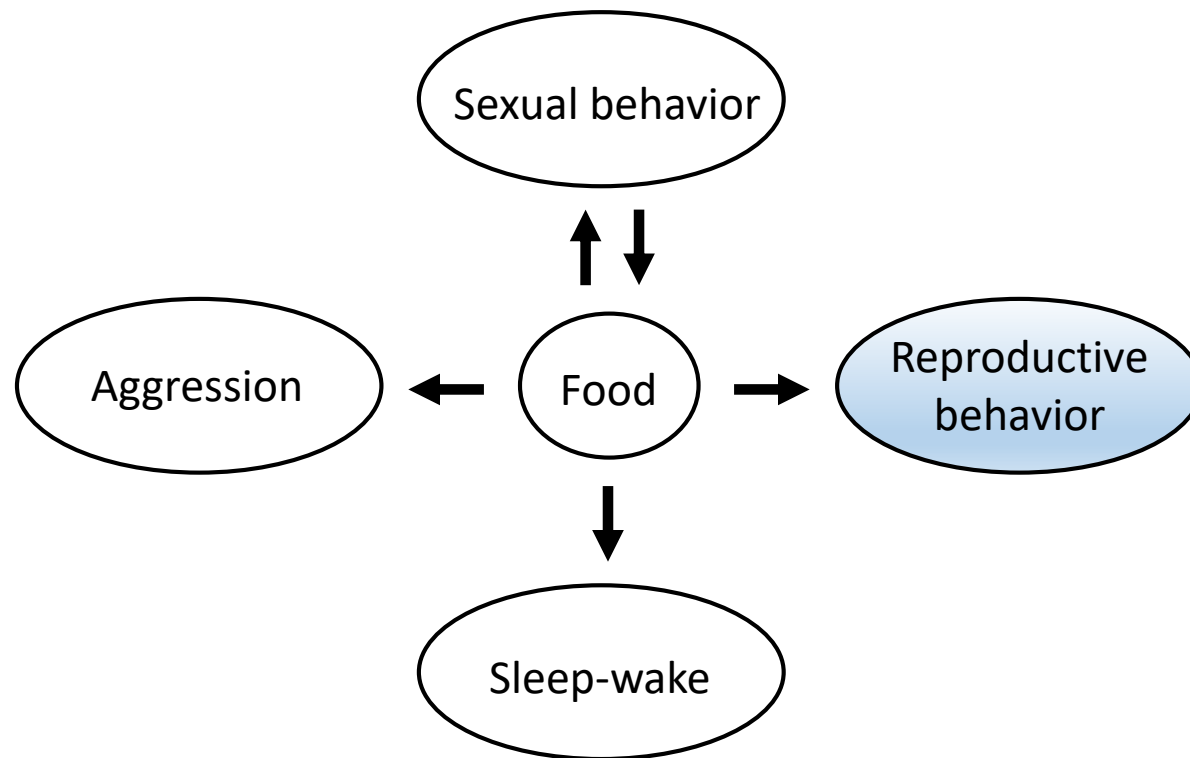 Sexual behavior
Aggression
Food
Reproductive
behavior
Sleep-wake